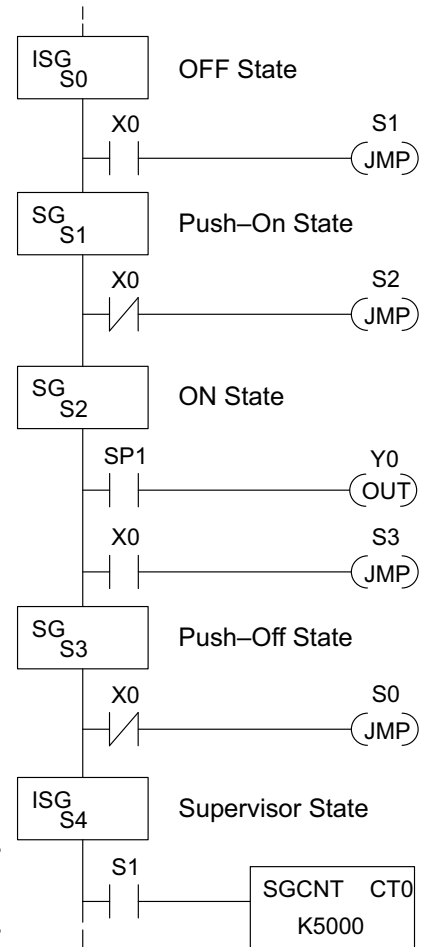 ISG
S0
OFF State
X0
S1
JMP
SG
S1
Push–On State
X0
S2
JMP
SG
S2
ON State
SP1
Y0
OUT
X0
S3
JMP
SG
S3
Push–Off State
X0
S0
JMP
ISG
S4
Supervisor State
S1
SGCNT CT0
K5000